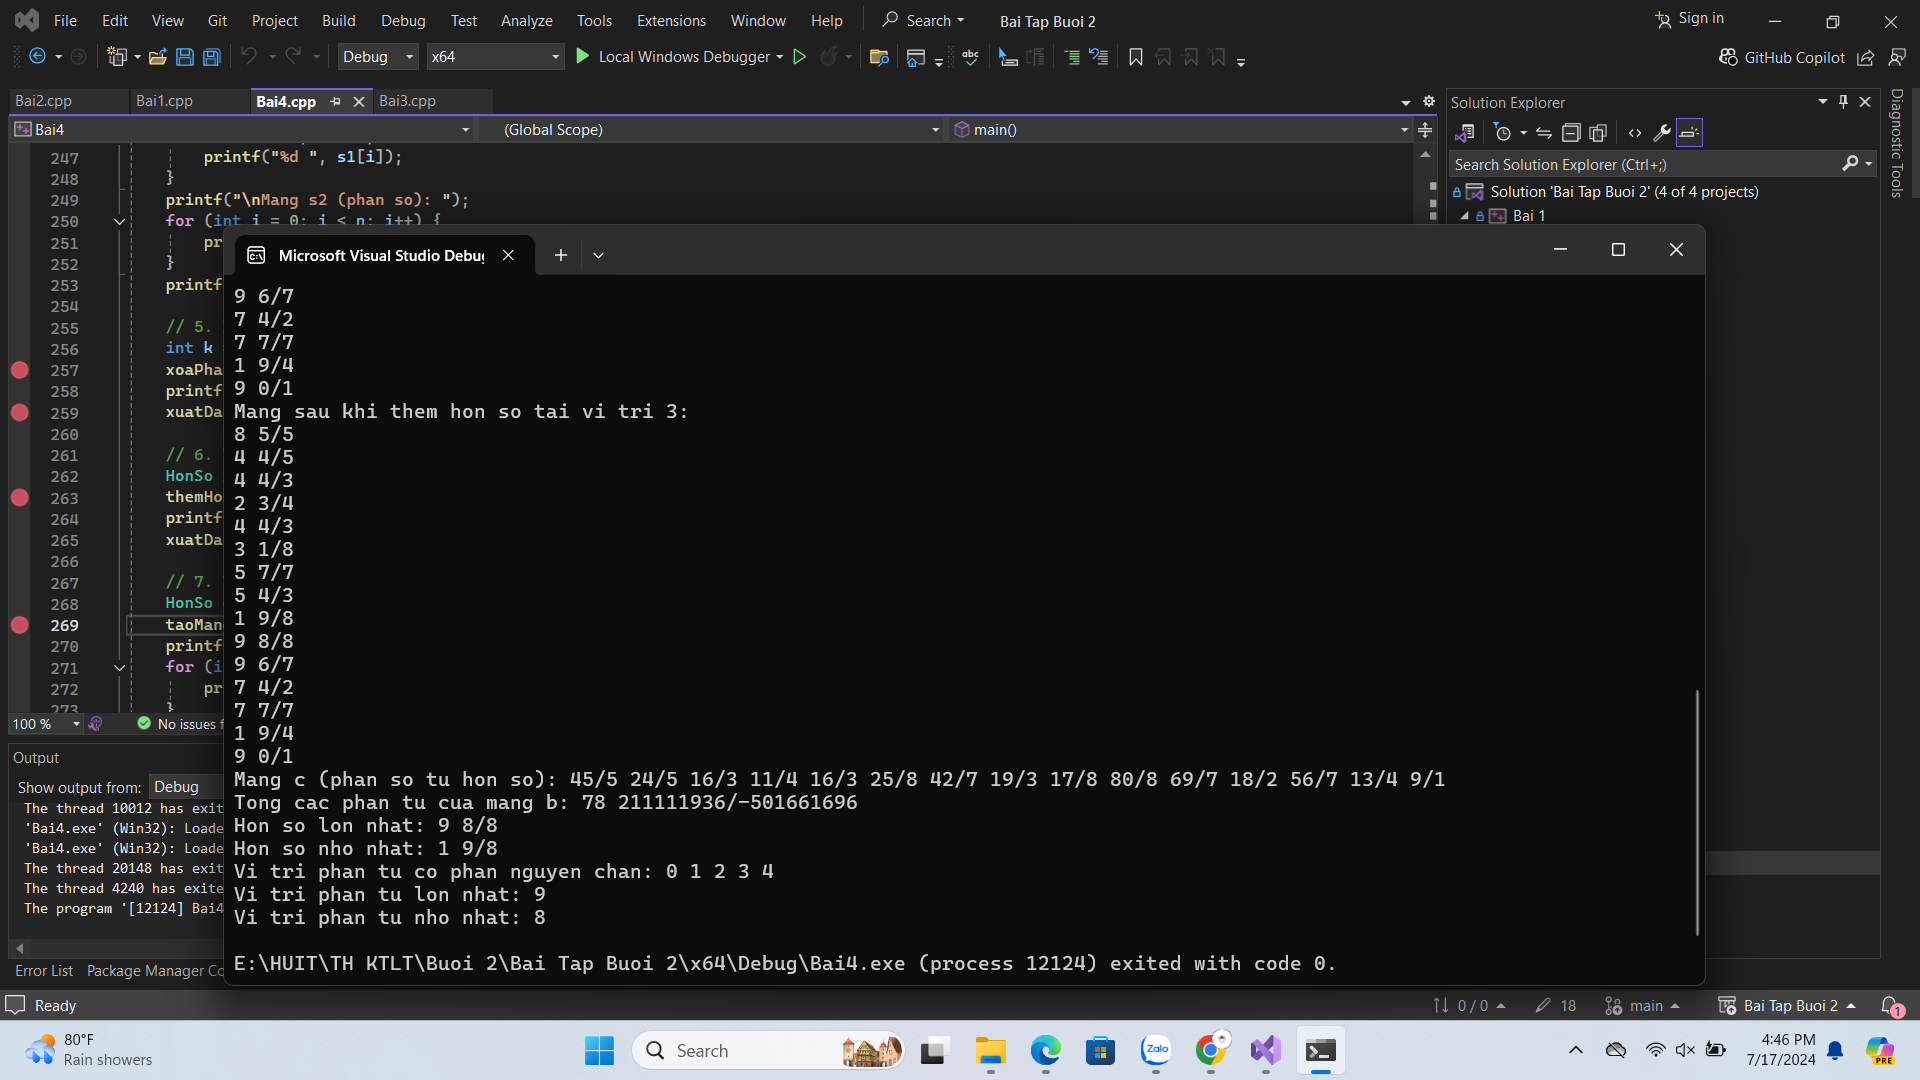 File Edit View Git Project Build Debug Test Analyze Tools Extensions Window Help Search Bai Tap Buoi 2 Sign in
Debug x64 Local Windows Debugger GitHub Copilot
Bai2.cpp Bai1.cpp Bai4.cpp Bai3.cpp
Bai4 (Global Scope) main()
247 printf("%d ", s1[i]);
248 }
249 printf("\nMang s2 (phan so): ");
250 for (int i = 0; i < n; i++) {
251 pr
252 }
253 printf
254
255 // 5.
256 int k
257 xoaPha
258 printf
259 xuatDa
260
261 // 6.
262 HonSo
263 themHo
264 printf
265 xuatDa
266
267 // 7.
268 HonSo
269 taoMan
270 printf
271 for (i
272 pr
273 }
100 % No issues f
Output
Show output from: Debug
The thread 10012 has exit
'Bai4.exe' (Win32): Loade
'Bai4.exe' (Win32): Loade
The thread 20148 has exit
The thread 4240 has exite
The program '[12124] Bai4
Error List Package Manager Co
Solution Explorer
Search Solution Explorer (Ctrl+;)
Solution 'Bai Tap Buoi 2' (4 of 4 projects)
Bai 1
Diagnostic Tools
Microsoft Visual Studio Debug
9 6/7
7 4/2
7 7/7
1 9/4
9 0/1
Mang sau khi them hon so tai vi tri 3:
8 5/5
4 4/5
4 4/3
2 3/4
4 4/3
3 1/8
5 7/7
5 4/3
1 9/8
9 8/8
9 6/7
7 4/2
7 7/7
1 9/4
9 0/1
Mang c (phan so tu hon so): 45/5 24/5 16/3 11/4 16/3 25/8 42/7 19/3 17/8 80/8 69/7 18/2 56/7 13/4 9/1
Tong cac phan tu cua mang b: 78 211111936/-501661696
Hon so lon nhat: 9 8/8
Hon so nho nhat: 1 9/8
Vi tri phan tu co phan nguyen chan: 0 1 2 3 4
Vi tri phan tu lon nhat: 9
Vi tri phan tu nho nhat: 8
E:\HUIT\TH KTLT\Buoi 2\Bai Tap Buoi 2\x64\Debug\Bai4.exe (process 12124) exited with code 0.
Ready 0 / 0 18 main Bai Tap Buoi 2 1
80°F
Rain showers
Search
Zalo
4:46 PM
7/17/2024
PRE